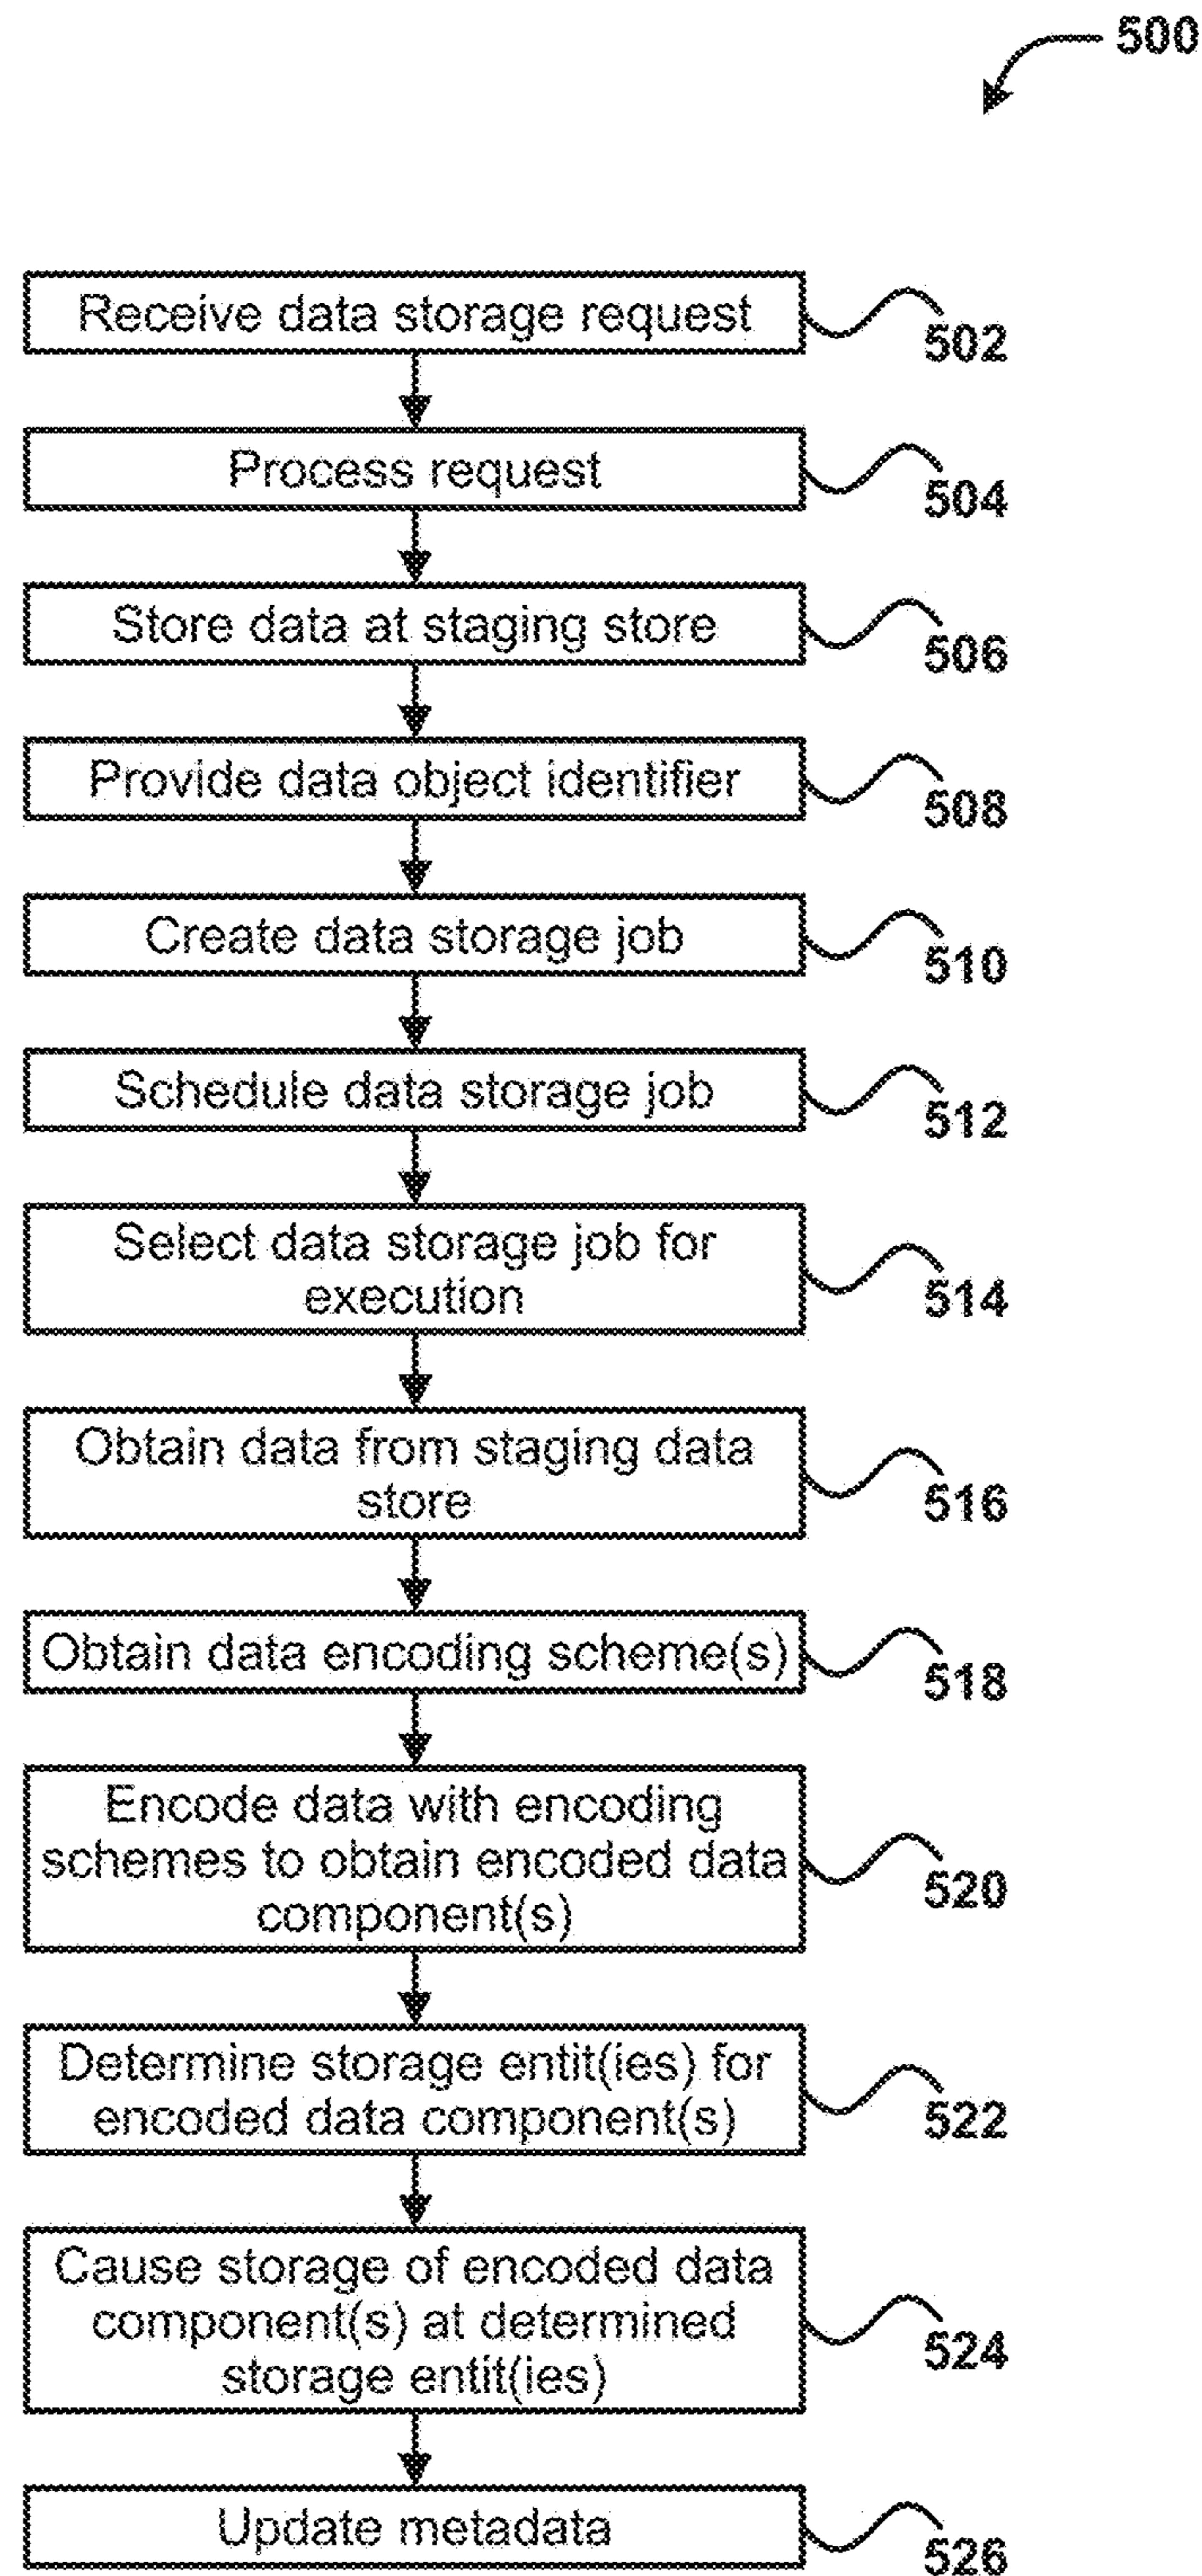 500
Receive data storage request
502
Process request
504
Store data at staging store
506
Provide data object identifier
508
Create data storage job
510
Schedule data storage job
512
Select data storage job for
execution
514
Obtain data from staging data
store
516
Obtain data encoding scheme(s)
518
Encode data with encoding
schemes to obtain encoded data
component(s)
520
Determine storage entit(ies) for
encoded data component(s)
522
Cause storage of encoded data
component(s) at determined
storage entit(ies)
524
Update metadata
526